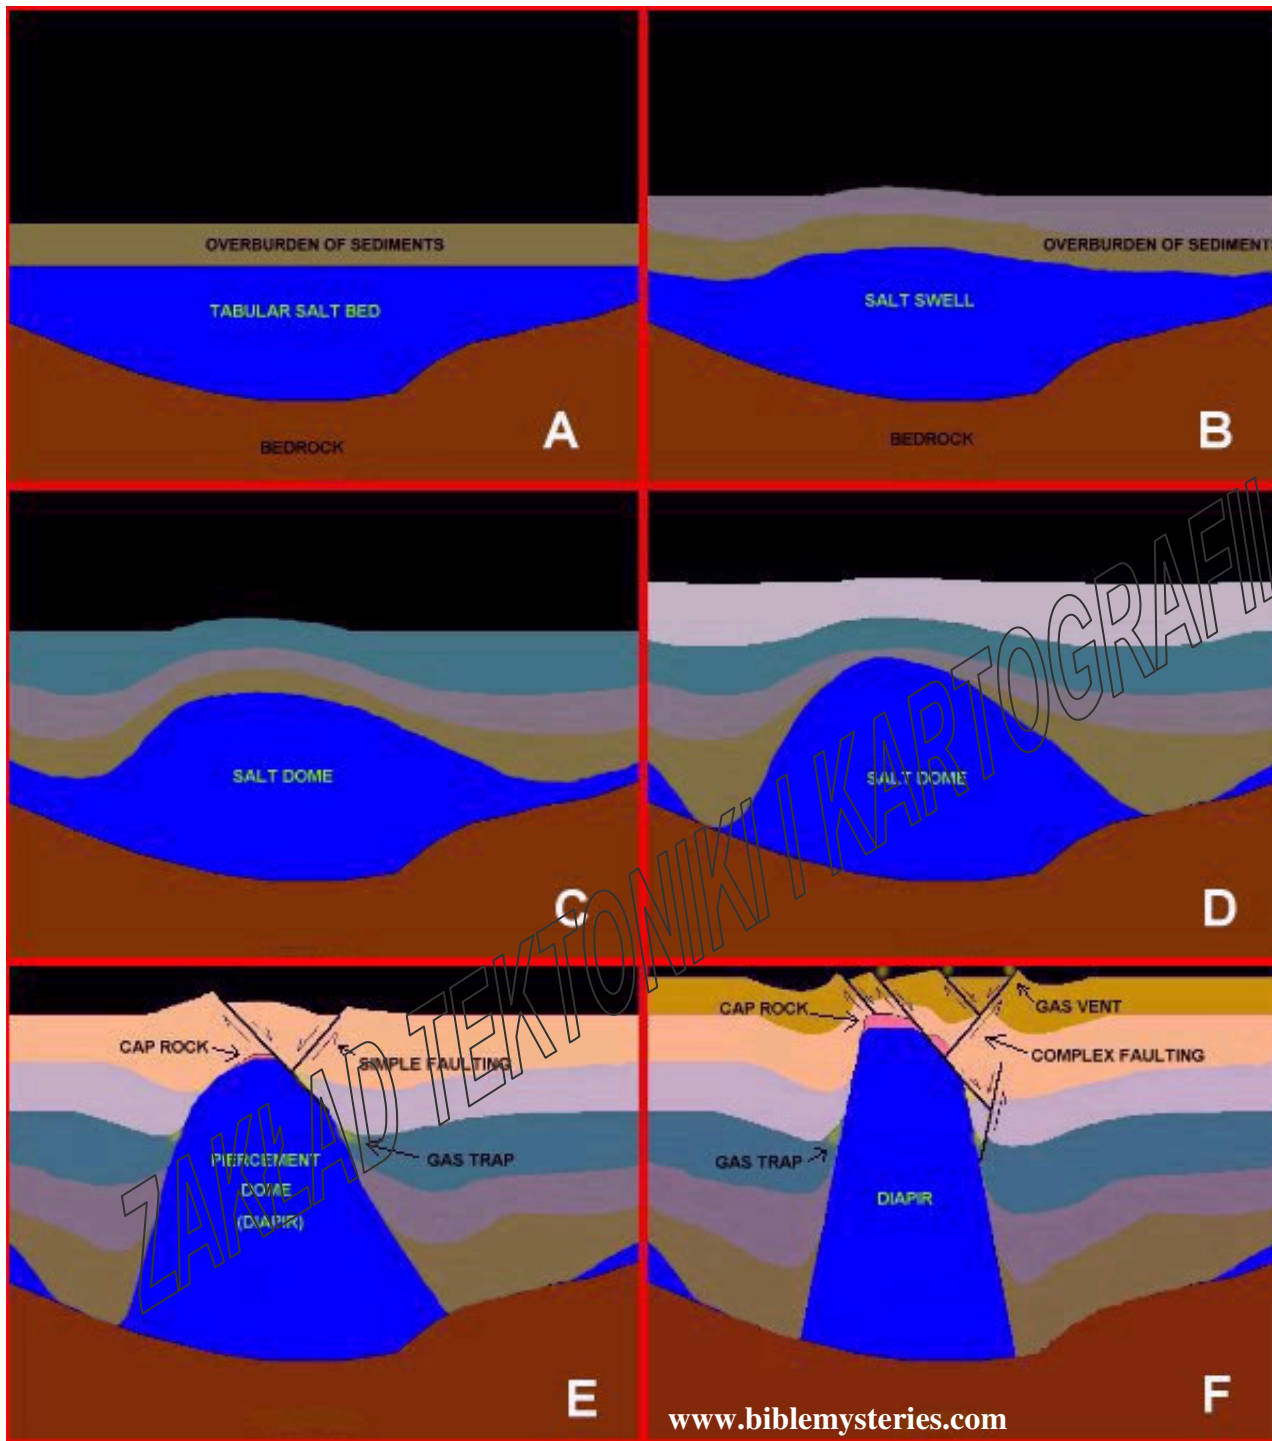 OVERBURDEN OF SEDIMENTS
TABULAR SALT BED
BEDROCK
A
OVERBURDEN OF SEDIMENTS
SALT SWELL
BEDROCK
B
SALT DOME
C
SALT DOME
D
CAP ROCK
SIMPLE FAULTING
PIERCEMENT
DOME
(DIAPIR)
GAS TRAP
E
CAP ROCK
GAS VENT
COMPLEX FAULTING
GAS TRAP
DIAPIR
F
www.biblemysteries.com
ZAKŁAD TEKTONIKI I KARTOGRAFII